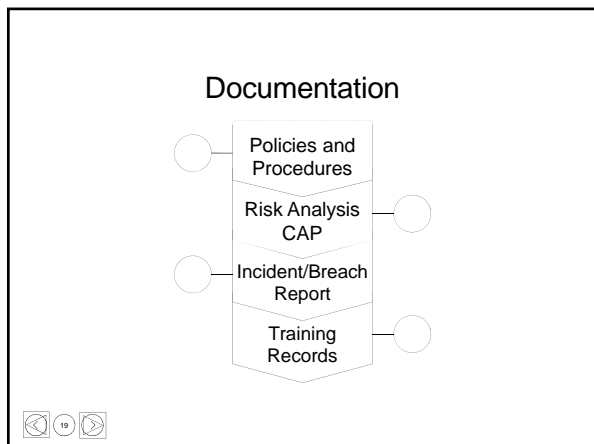 Documentation
Policies and
Procedures
Risk Analysis
CAP
Incident/Breach
Report
Training
Records
19